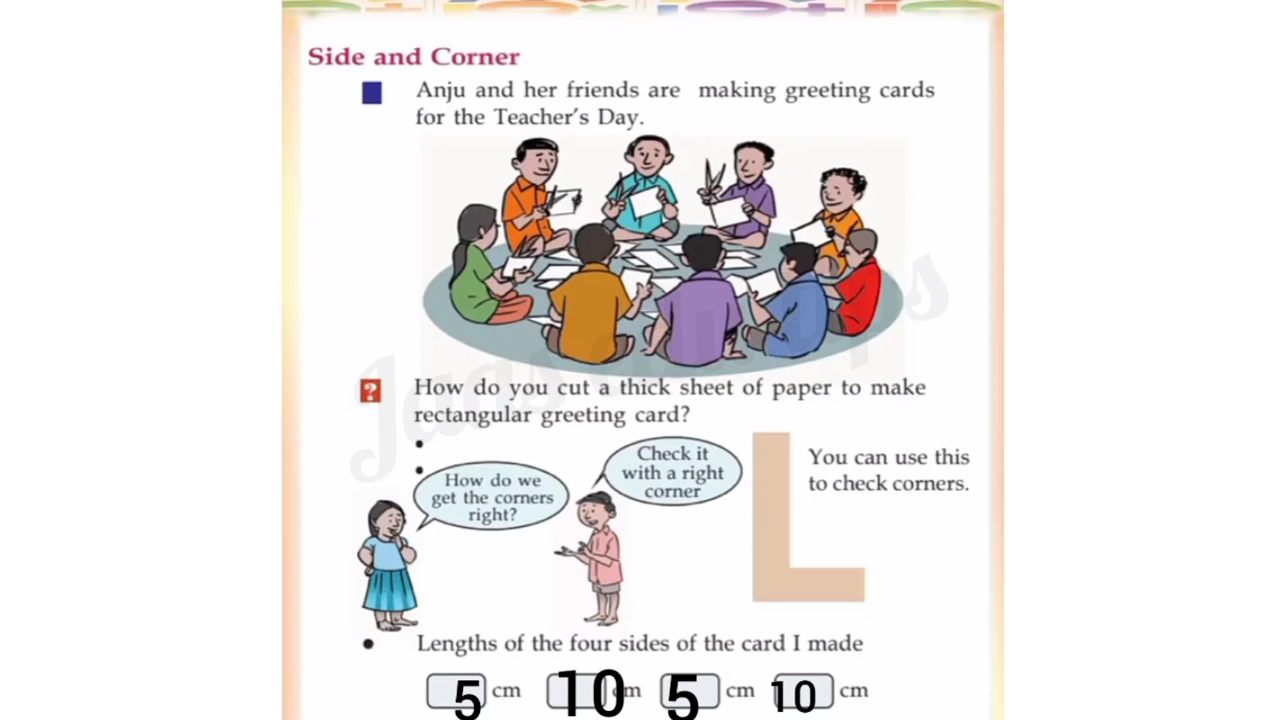 Side and Corner
Anju and her friends are making greeting cards
for the Teacher's Day.
? How do you cut a thick sheet of paper to make
rectangular greeting card?
How do we
get the corners
right?
Check it
with a right
corner
You can use this
to check corners.
• Lengths of the four sides of the card I made
5 cm 10 cm 5 cm 10 cm